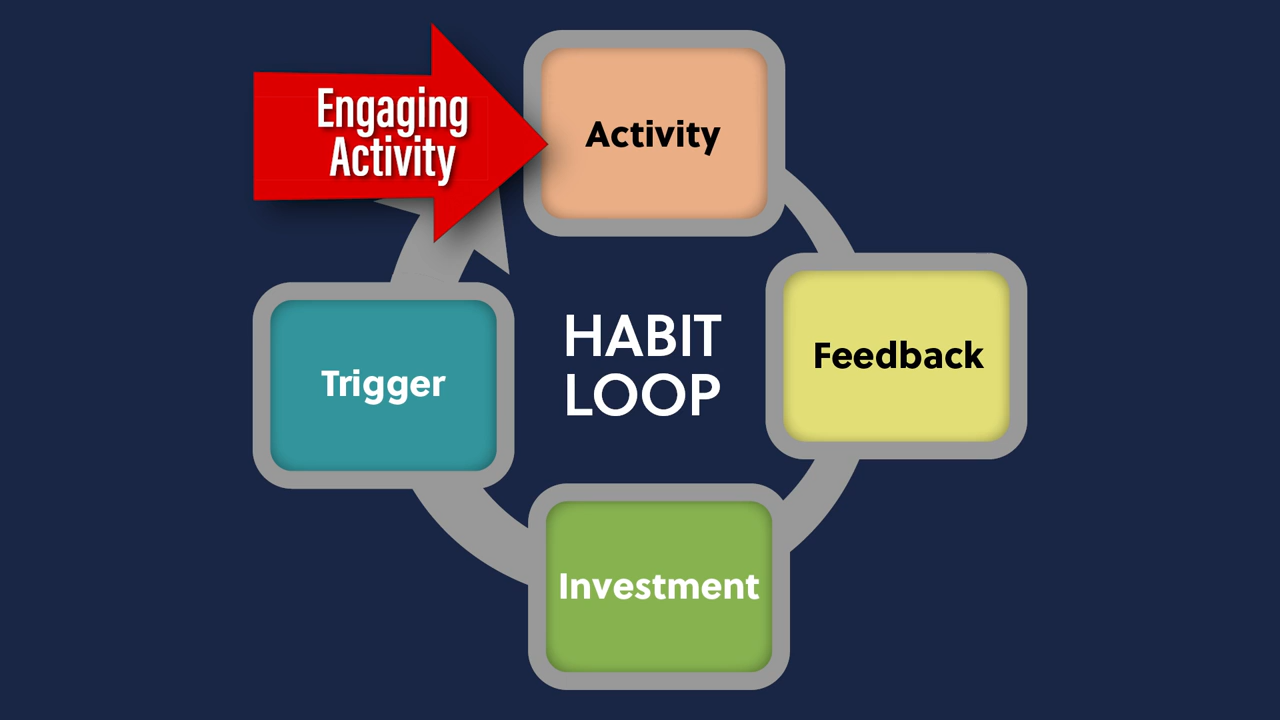 Engaging
Activity
Activity
Feedback
HABIT
LOOP
Trigger
Investment